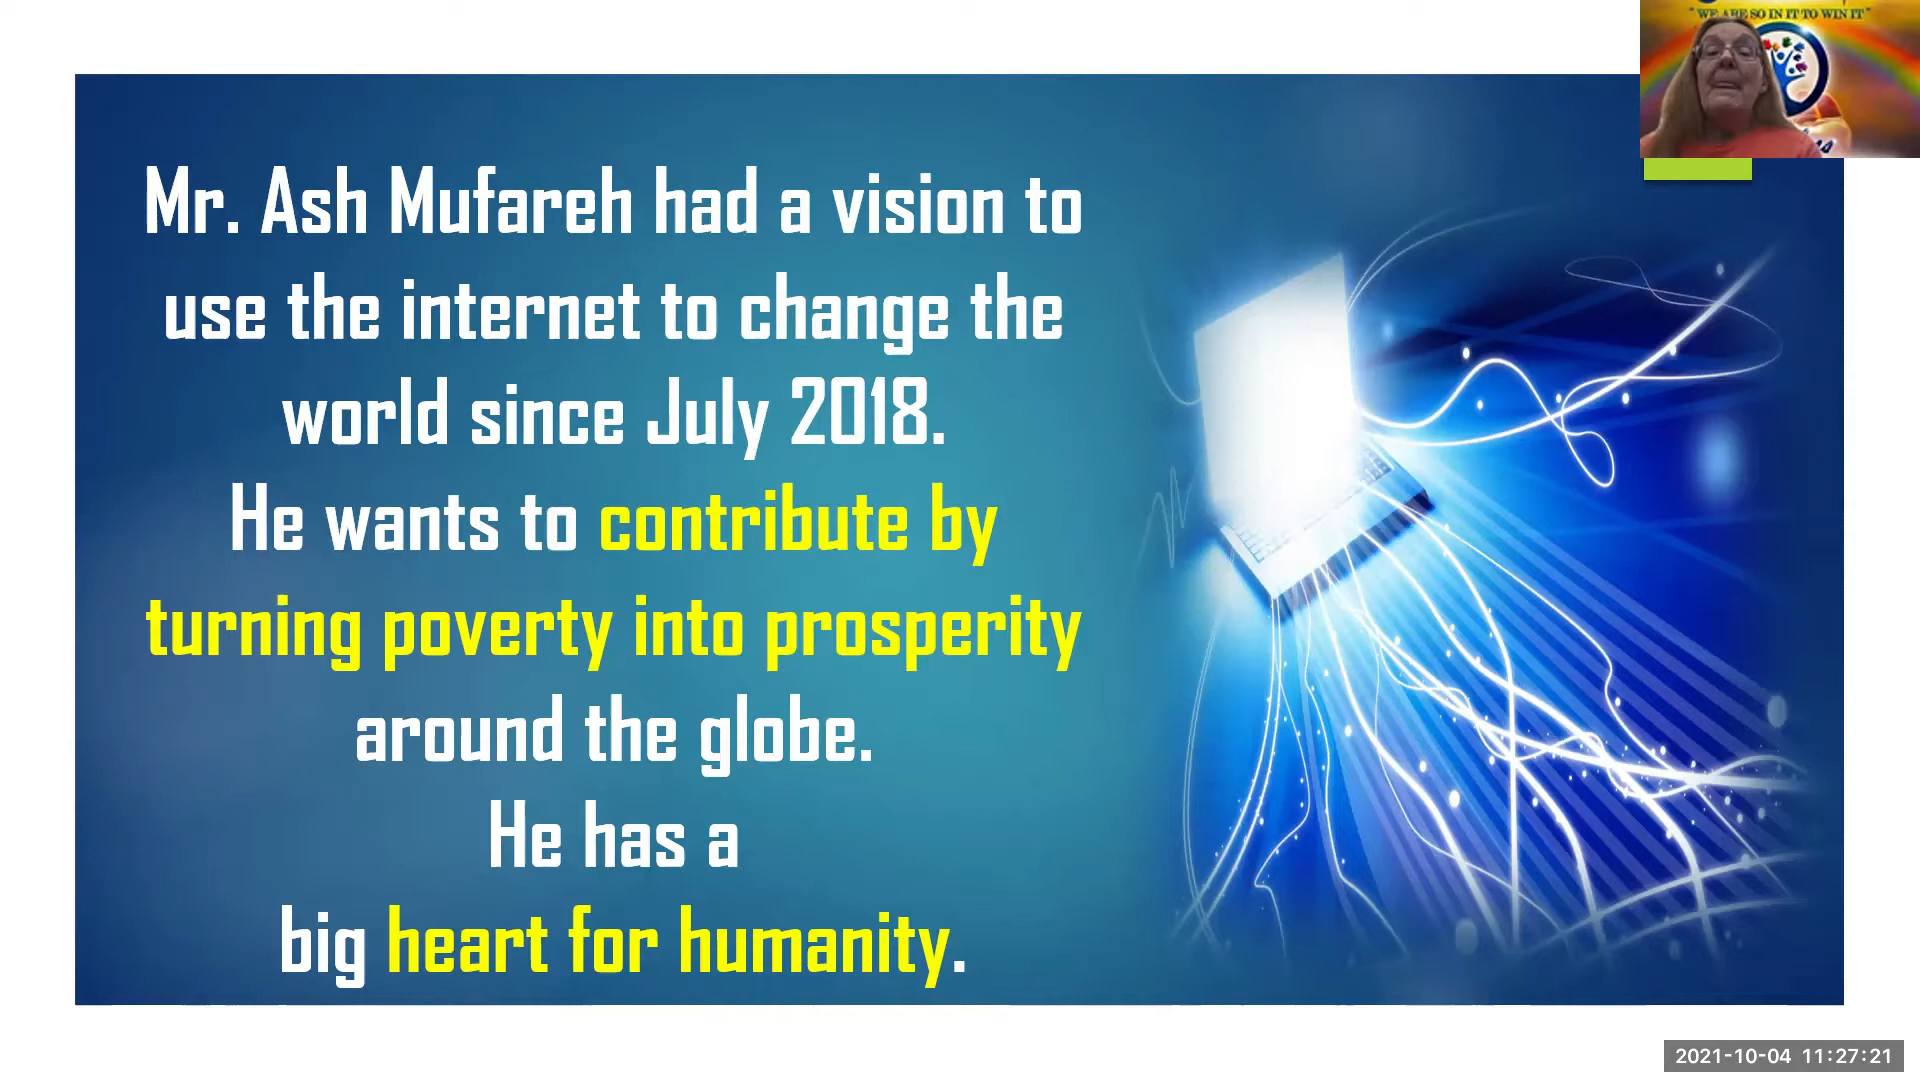 " WE ARE SO IN IT TO WIN IT "
Mr. Ash Mufareh had a vision to
use the internet to change the
world since July 2018.
He wants to contribute by
turning poverty into prosperity
around the globe.
He has a
big heart for humanity.
2021-10-04 11:27:21